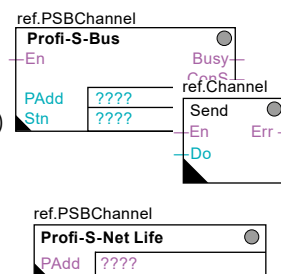 ref.PSBChannel
Profi-S-Bus
En Busy
ConS
PAdd ????
Stn ????
)
ref.Channel
Send
En Err
Do
ref.PSBChannel
Profi-S-Net Life
PAdd ????